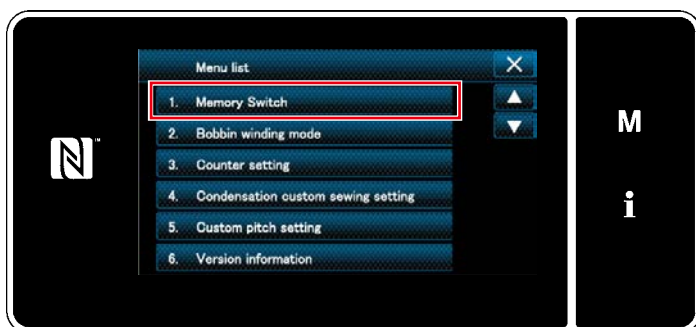 Menu list
1. Memory Switch
2. Bobbin winding mode
3. Counter setting
4. Condensation custom sewing setting
5. Custom pitch setting
6. Version information
N™
M
i